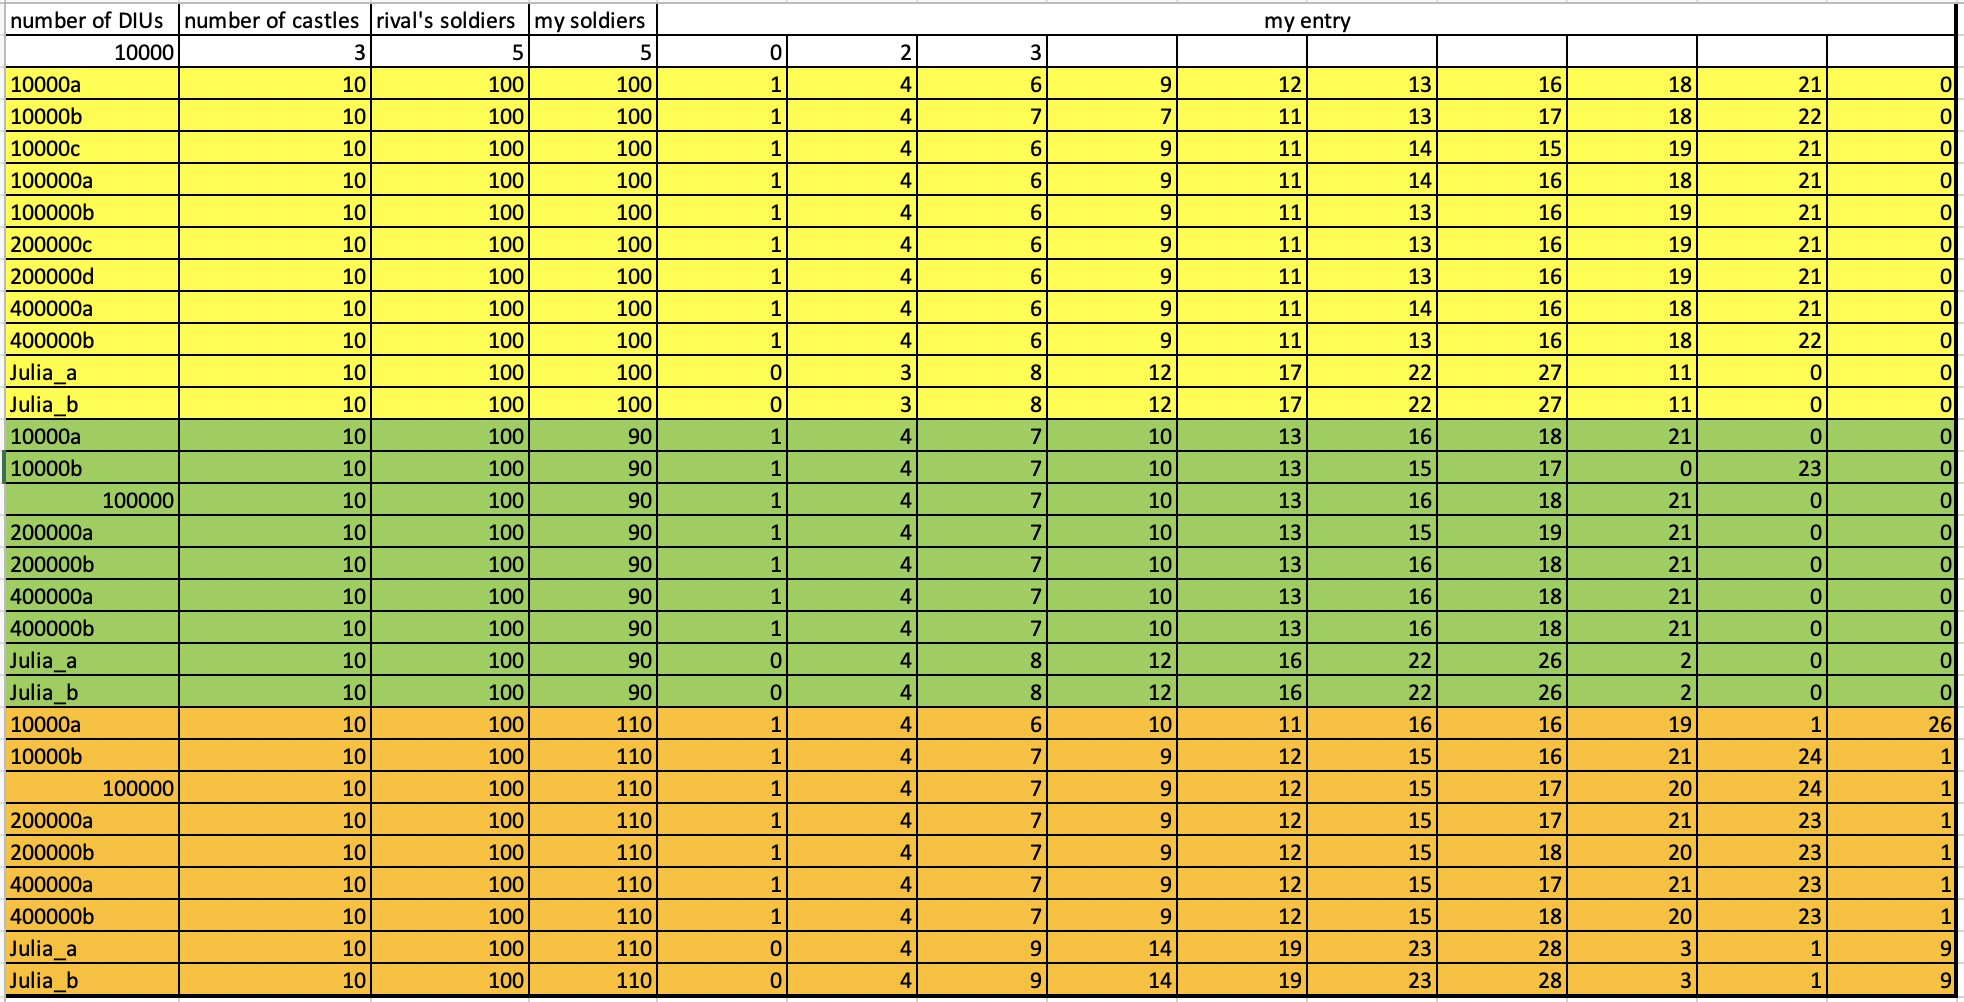 number of DIUs number of castles rival's soldiers my soldiers my entry
10000 3 5 5 0 2 3
10000a 10 100 100 1 4 6 9 12 13 16 18 21 0
10000b 10 100 100 1 4 7 7 11 13 17 18 22 0
10000c 10 100 100 1 4 6 9 11 14 15 19 21 0
100000a 10 100 100 1 4 6 9 11 14 16 18 21 0
100000b 10 100 100 1 4 6 9 11 13 16 19 21 0
200000c 10 100 100 1 4 6 9 11 13 16 19 21 0
200000d 10 100 100 1 4 6 9 11 13 16 19 21 0
400000a 10 100 100 1 4 6 9 11 14 16 18 21 0
400000b 10 100 100 1 4 6 9 11 13 16 18 22 0
Julia_a 10 100 100 0 3 8 12 17 22 27 11 0 0
Julia_b 10 100 100 0 3 8 12 17 22 27 11 0 0
10000a 10 100 90 1 4 7 10 13 16 18 21 0 0
10000b 10 100 90 1 4 7 10 13 15 17 0 23 0
100000 10 100 90 1 4 7 10 13 16 18 21 0 0
200000a 10 100 90 1 4 7 10 13 15 19 21 0 0
200000b 10 100 90 1 4 7 10 13 16 18 21 0 0
400000a 10 100 90 1 4 7 10 13 16 18 21 0 0
400000b 10 100 90 1 4 7 10 13 16 18 21 0 0
Julia_a 10 100 90 0 4 8 12 16 22 26 2 0 0
Julia_b 10 100 90 0 4 8 12 16 22 26 2 0 0
10000a 10 100 110 1 4 6 10 11 16 16 19 1 26
10000b 10 100 110 1 4 7 9 12 15 16 21 24 1
100000 10 100 110 1 4 7 9 12 15 17 20 24 1
200000a 10 100 110 1 4 7 9 12 15 17 21 23 1
200000b 10 100 110 1 4 7 9 12 15 18 20 23 1
400000a 10 100 110 1 4 7 9 12 15 17 21 23 1
400000b 10 100 110 1 4 7 9 12 15 18 20 23 1
Julia_a 10 100 110 0 4 9 14 19 23 28 3 1 9
Julia_b 10 100 110 0 4 9 14 19 23 28 3 1 9